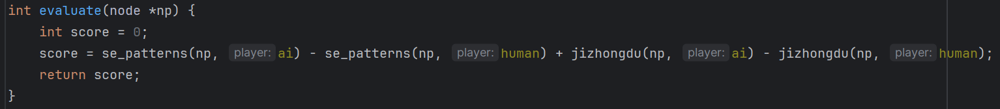 int evaluate(node *np) {
    int score = 0;
    score = se_patterns(np, player: ai) - se_patterns(np, player: human) + jizhongdu(np, player: ai) - jizhongdu(np, player: human);
    return score;
}